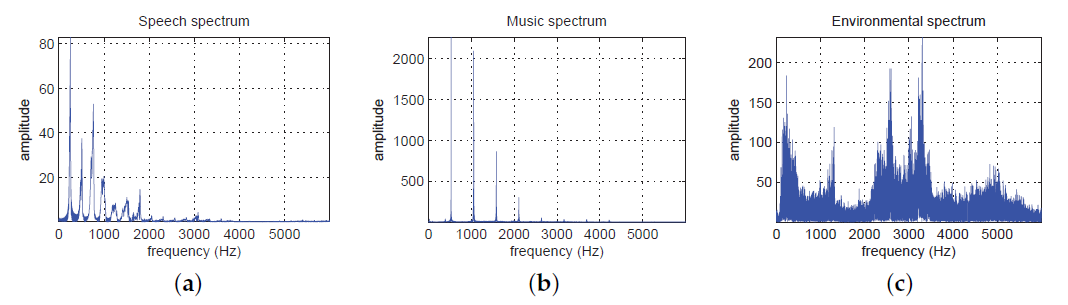 Speech spectrum
80
60
40
20
amplitude
0 1000 2000 3000 4000 5000
frequency (Hz)
(a)
Music spectrum
2000
1500
1000
500
amplitude
0 1000 2000 3000 4000 5000
frequency (Hz)
(b)
Environmental spectrum
200
150
100
50
amplitude
0 1000 2000 3000 4000 5000
frequency (Hz)
(c)